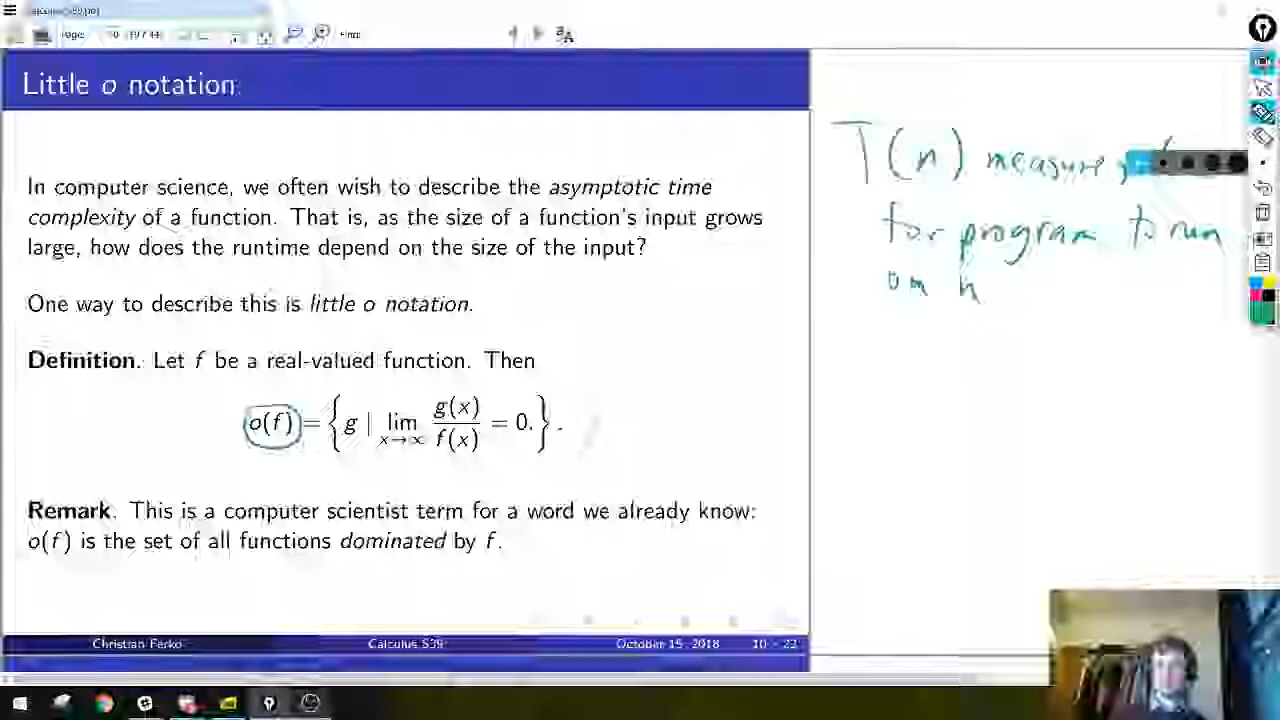 Little o notation
In computer science, we often wish to describe the asymptotic time
complexity of a function. That is, as the size of a function's input grows
large, how does the runtime depend on the size of the input?
One way to describe this is little o notation.
Definition. Let f be a real-valued function. Then
o(f) = { g | lim x→∞ g(x)/f(x) = 0. } .
Remark. This is a computer scientist term for a word we already know:
o(f) is the set of all functions dominated by f.
Christian Ferko Calculus S39 October 15, 2018 10 22
T(n) measures
for program to run
on n